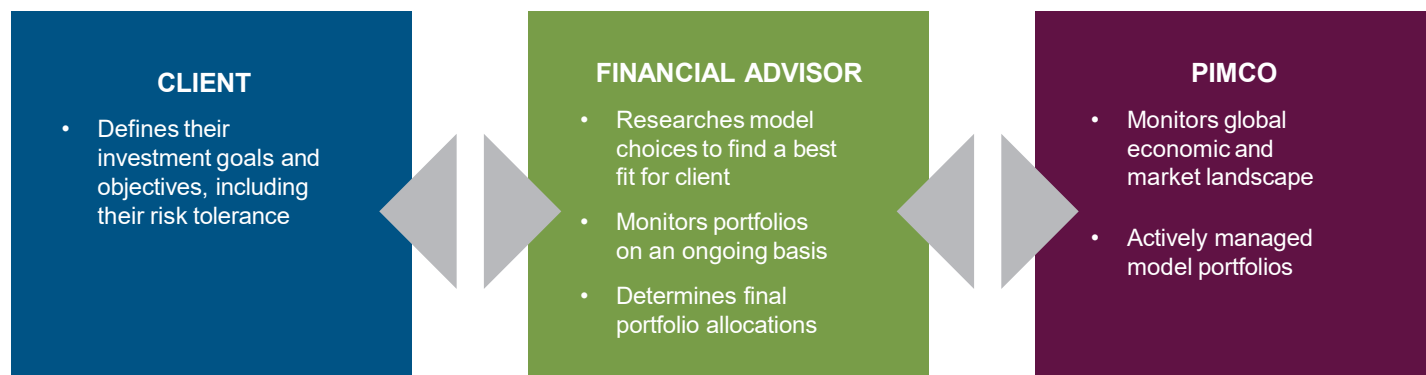 CLIENT
• Defines their
investment goals and
objectives, including
their risk tolerance
FINANCIAL ADVISOR
• Researches model
choices to find a best
fit for client
• Monitors portfolios
on an ongoing basis
• Determines final
portfolio allocations
PIMCO
• Monitors global
economic and
market landscape
• Actively managed
model portfolios